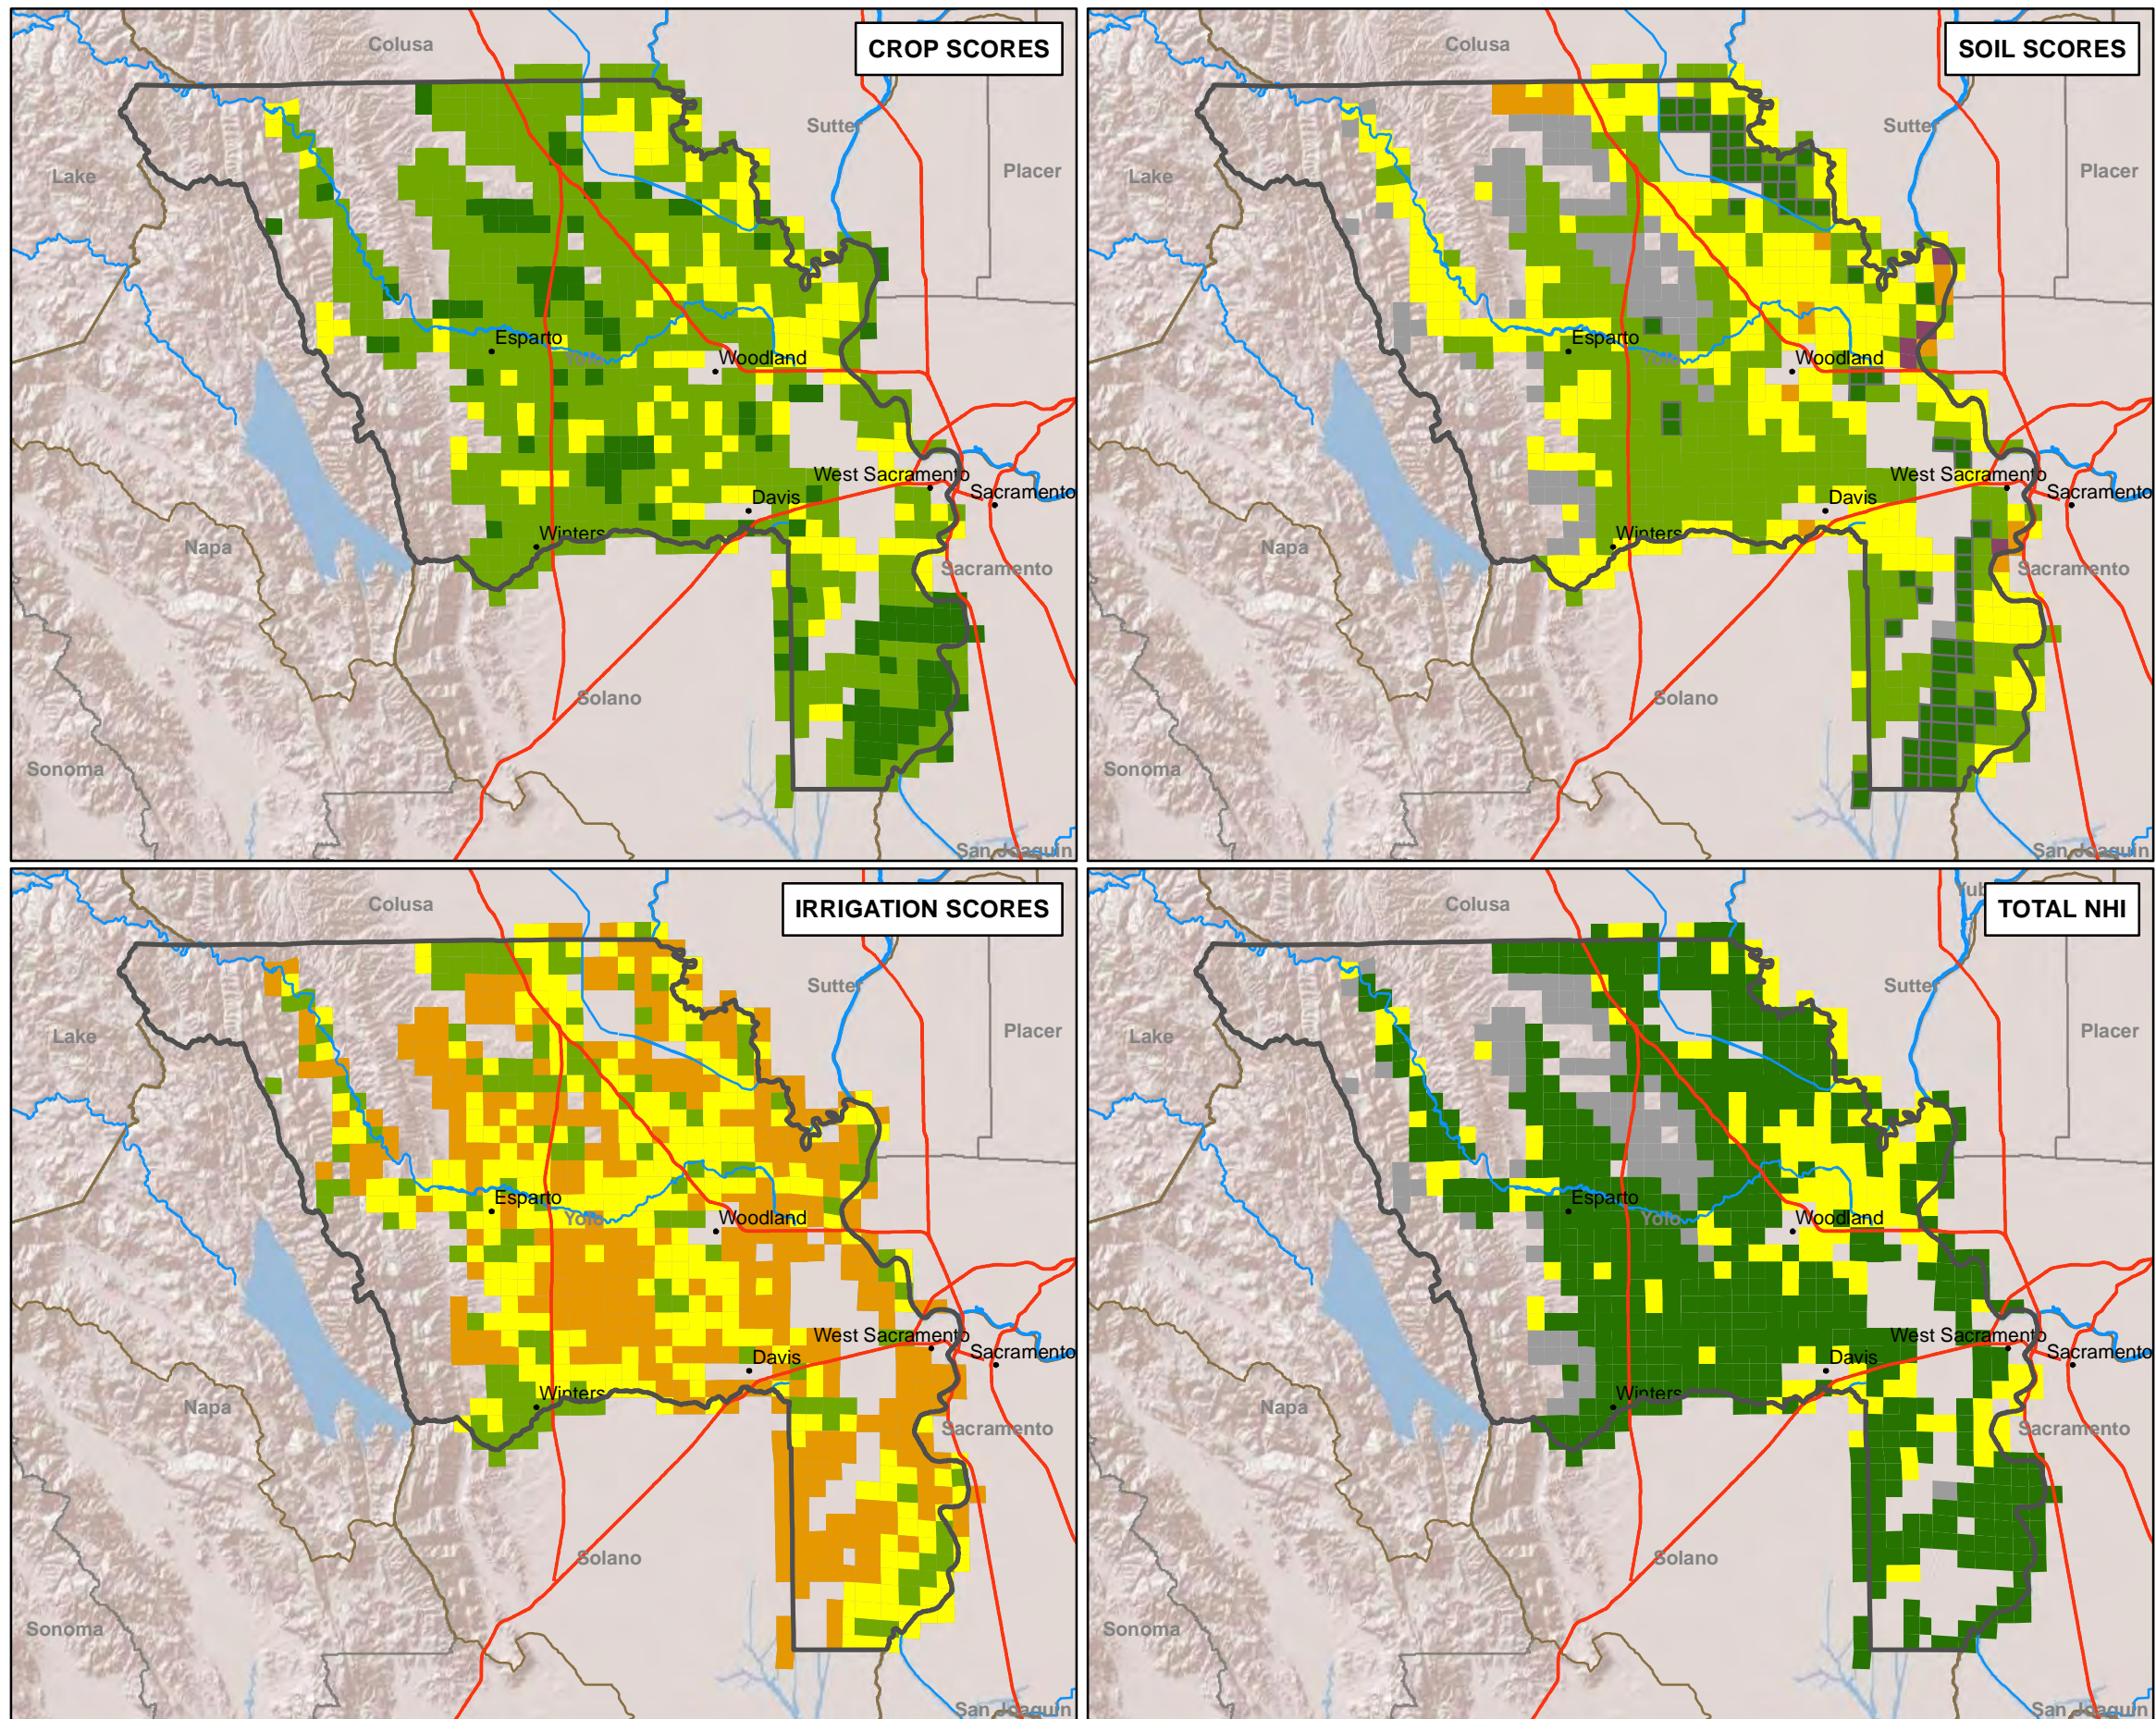 CROP SCORES
Colusa
Sutter
Placer
Lake
Esparto
Yolo
Woodland
West Sacramento
Sacramento
Davis
Winters
Napa
Sacramento
Solano
Sonoma
San Joaquin
SOIL SCORES
Colusa
Sutter
Placer
Lake
Esparto
Yolo
Woodland
West Sacramento
Sacramento
Davis
Winters
Napa
Sacramento
Solano
Sonoma
San Joaquin
IRRIGATION SCORES
Colusa
Sutter
Placer
Lake
Esparto
Yolo
Woodland
West Sacramento
Sacramento
Davis
Winters
Napa
Sacramento
Solano
Sonoma
San Joaquin
TOTAL NHI
Yub
Colusa
Sutter
Placer
Lake
Esparto
Yolo
Woodland
West Sacramento
Sacramento
Davis
Winters
Napa
Sacramento
Solano
Sonoma
San Joaquin